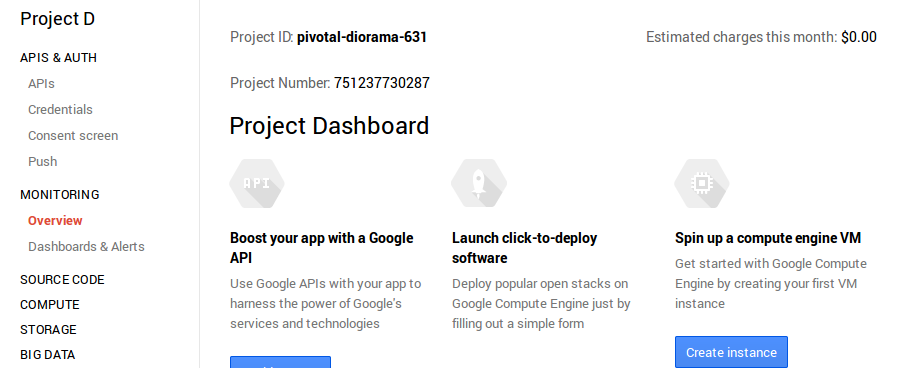 Project D
APIS & AUTH
APIs
Credentials
Consent screen
Push
MONITORING
Overview
Dashboards & Alerts
SOURCE CODE
COMPUTE
STORAGE
BIG DATA
Project ID: pivotal-diorama-631
Estimated charges this month: $0.00
Project Number: 751237730287
Project Dashboard
API
Boost your app with a Google
API
Use Google APIs with your app to
harness the power of Google's
services and technologies
Launch click-to-deploy
software
Deploy popular open stacks on
Google Compute Engine just by
filling out a simple form
Spin up a compute engine VM
Get started with Google Compute
Engine by creating your first VM
instance
Create instance